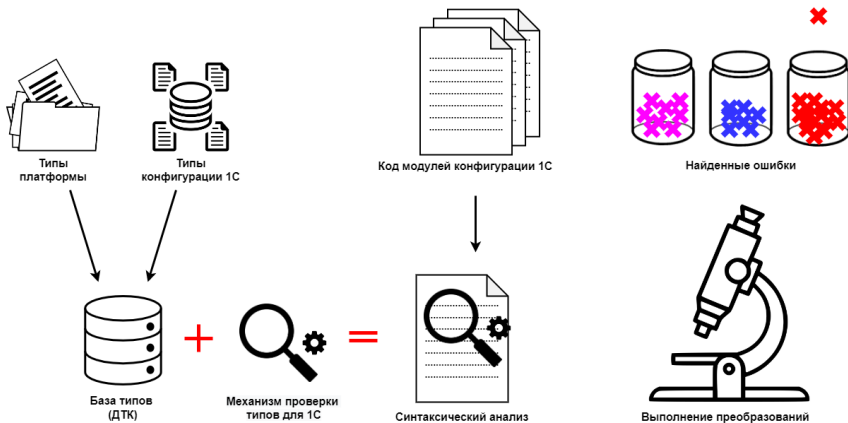 Типы
платформы
Типы
конфигурации 1С
Код модулей конфигурации 1С
Найденные ошибки
База типов
(ДТК)
Механизм проверки
типов для 1С
Синтаксический анализ
Выполнение преобразований